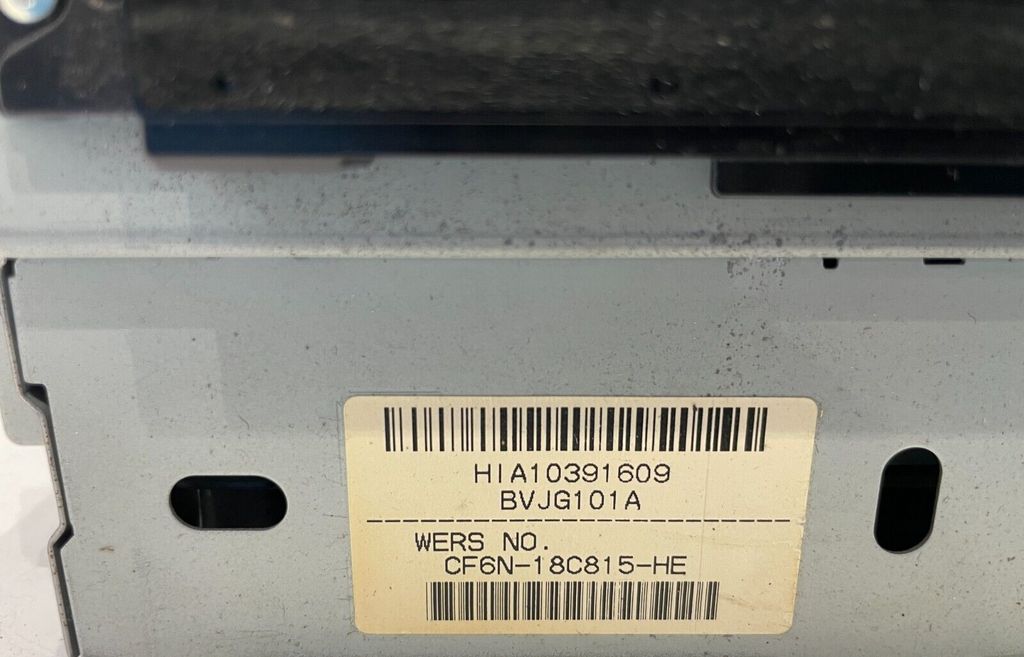 HIA10391609
BVJG101A
WERS NO.
CF6N-18C815-HE